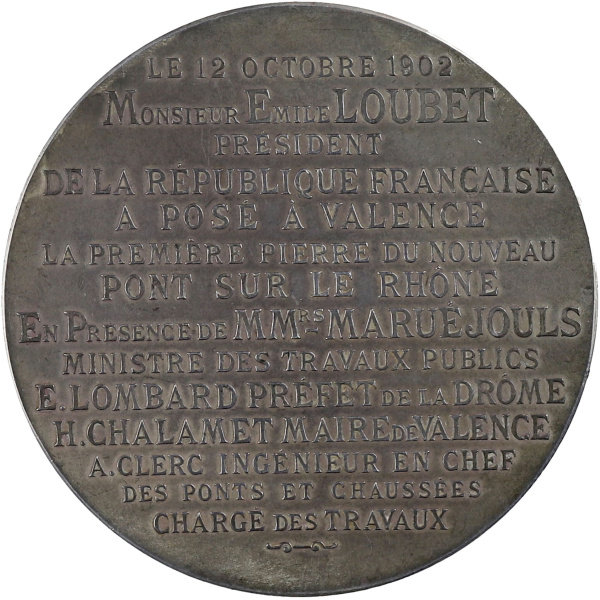 LE 12 OCTOBRE 1902
MONSIEUR EMILE LOUBET
PRÉSIDENT
DE LA RÉPUBLIQUE FRANÇAISE
A POSÉ À VALENCE
LA PREMIÈRE PIERRE DU NOUVEAU
PONT SUR LE RHÔNE
EN PRESENCE DE MMRS MARUÉJOULS
MINISTRE DES TRAVAUX PUBLICS
E. LOMBARD PRÉFET DE LA DRÔME
H. CHALAMET MAIRE DE VALENCE
A. CLERC INGÉNIEUR EN CHEF
DES PONTS ET CHAUSSÉES
CHARGÉ DES TRAVAUX